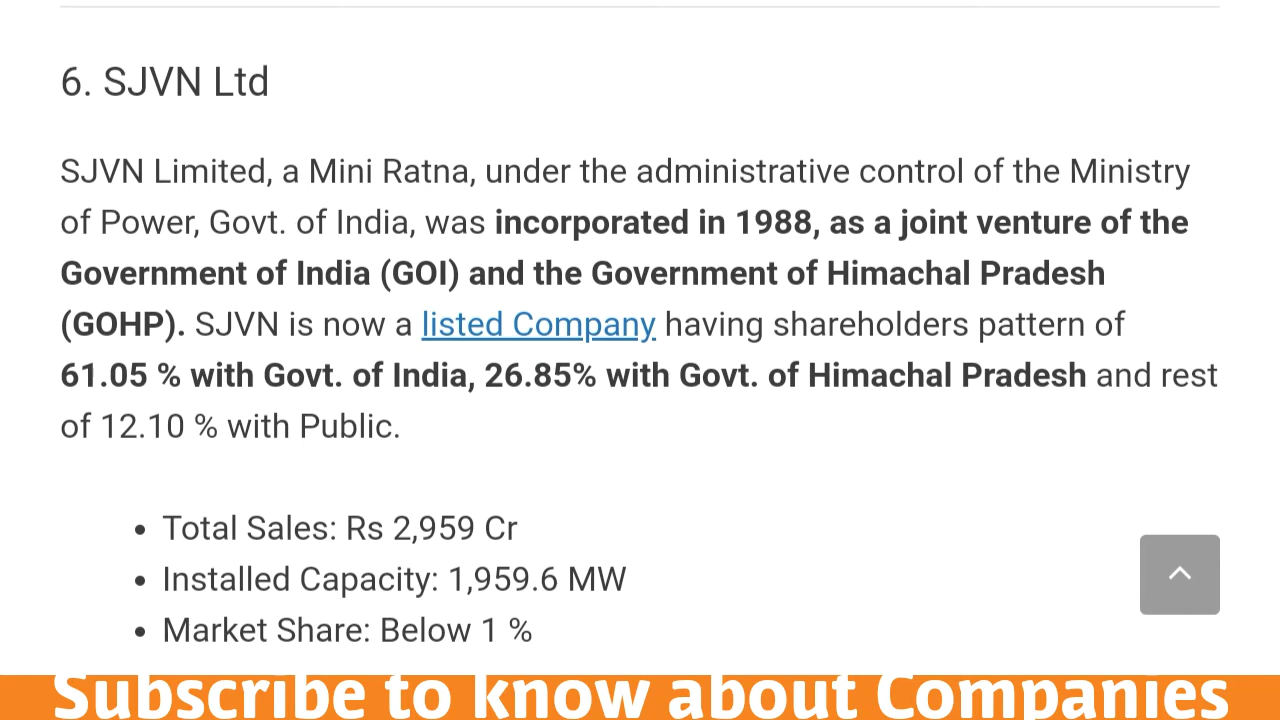 6. SJVN Ltd
SJVN Limited, a Mini Ratna, under the administrative control of the Ministry
of Power, Govt. of India, was incorporated in 1988, as a joint venture of the
Government of India (GOI) and the Government of Himachal Pradesh
(GOHP). SJVN is now a listed Company having shareholders pattern of
61.05 % with Govt. of India, 26.85% with Govt. of Himachal Pradesh and rest
of 12.10 % with Public.
• Total Sales: Rs 2,959 Cr
• Installed Capacity: 1,959.6 MW
• Market Share: Below 1 %
Subscribe to know about Companies